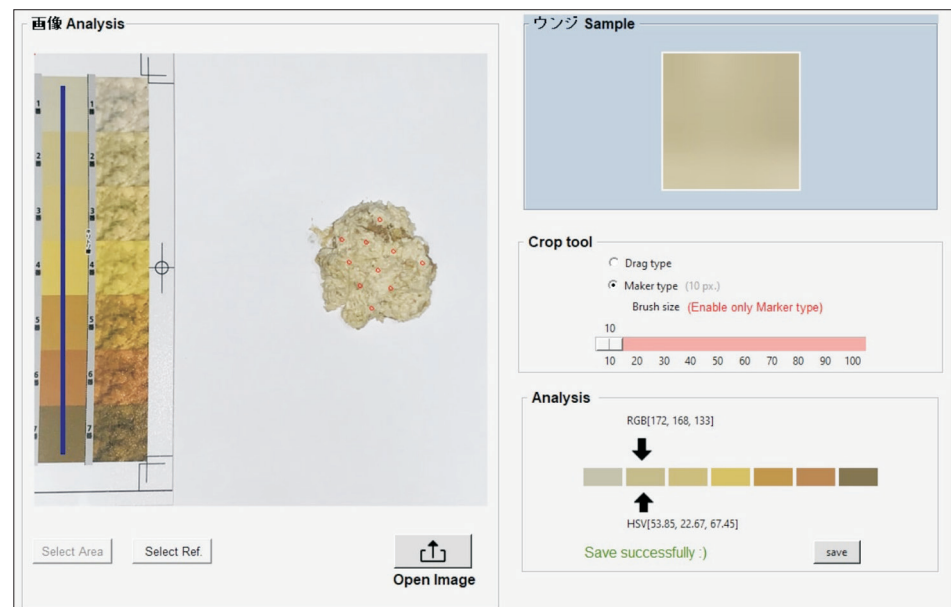 画像 Analysis
1
2
3
4
5
6
7
1
2
3
4
5
6
7
Select Area
Select Ref.
Open Image
ウンジ Sample
Crop tool
Drag type
Maker type (10 px.)
Brush size (Enable only Marker type)
10
10 20 30 40 50 60 70 80 90 100
Analysis
RGB[172, 168, 133]
HSV[53.85, 22.67, 67.45]
Save successfully :)
save